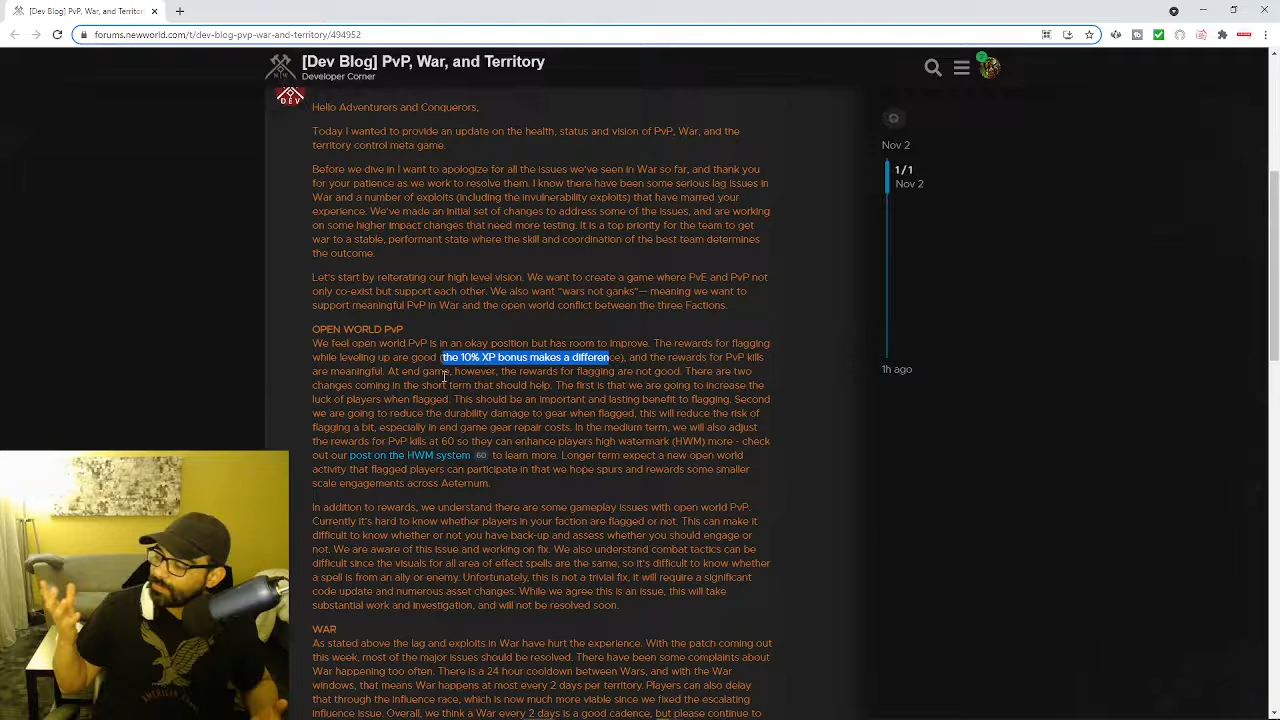 [Dev Blog] PvP, War, and Territor
forums.newworld.t/dev-blog-pvp-war-and-territory/494952
[Dev Blog] PvP, War, and Territory
Developer Corner
DEV
Hello Adventurers and Conquerors,
Today I wanted to provide an update on the health, status and vision of PvP, War, and the
territory control meta game.
Before we dive in I want to apologize for all the issues we've seen in War so far, and thank you
for your patience as we work to resolve them. I know there have been some serious lag issues in
War and a number of exploits (including the invulnerability exploits) that have marred your
experience. We've made an initial set of changes to address some of the issues, and are working
on some higher impact changes that need more testing. It is a top priority for the team to get
war to a stable, performant state where the skill and coordination of the best team determines
the outcome.
Let's start by reiterating our high level vision. We want to create a game where PvE and PvP not
only co-exist but support each other. We also want "wars not ganks"— meaning we want to
support meaningful PvP in War and the open world conflict between the three Factions.
OPEN WORLD PvP
We feel open world PvP is in an okay position but has room to improve. The rewards for flagging
while leveling up are good (the 10% XP bonus makes a difference), and the rewards for PvP kills
are meaningful. At end game, however, the rewards for flagging are not good. There are two
changes coming in the short term that should help. The first is that we are going to increase the
luck of players when flagged. This should be an important and lasting benefit to flagging. Second
we are going to reduce the durability damage to gear when flagged, this will reduce the risk of
flagging a bit, especially in end game gear repair costs. In the medium term, we will also adjust
the rewards for PvP kills at 60 so they can enhance players high watermark (HWM) more - check
out our post on the HWM system 60 to learn more. Longer term expect a new open world
activity that flagged players can participate in that we hope spurs and rewards some smaller
scale engagements across Aeternum.
In addition to rewards, we understand there are some gameplay issues with open world PvP.
Currently it's hard to know whether players in your faction are flagged or not. This can make it
difficult to know whether or not you have back-up and assess whether you should engage or
not. We are aware of this issue and working on fix. We also understand combat tactics can be
difficult since the visuals for all area of effect spells are the same, so it's difficult to know whether
a spell is from an ally or enemy. Unfortunately, this is not a trivial fix, it will require a significant
code update and numerous asset changes. While we agree this is an issue, this will take
substantial work and investigation, and will not be resolved soon.
WAR
As stated above the lag and exploits in War have hurt the experience. With the patch coming out
this week, most of the major issues should be resolved. There have been some complaints about
War happening too often. There is a 24 hour cooldown between Wars, and with the War
windows, that means War happens at most every 2 days per territory. Players can also delay
that through the influence race, which is now much more viable since we fixed the escalating
influence issue. Overall, we think a War every 2 days is a good cadence, but please continue to
Nov 2
1/1
Nov 2
1h ago